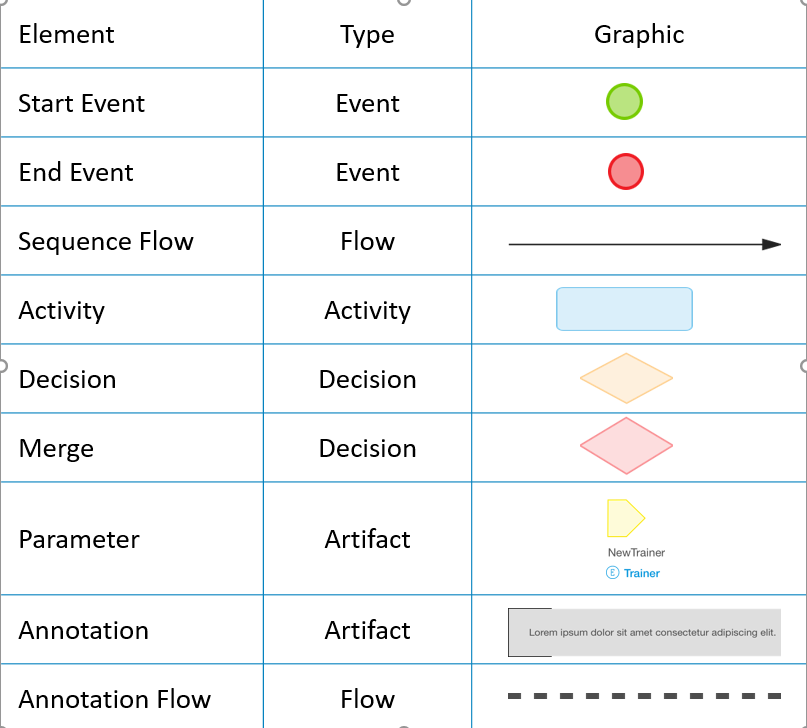 Element Type Graphic
Start Event Event
End Event Event
Sequence Flow Flow
Activity Activity
Decision Decision
Merge Decision
Parameter Artifact
NewTrainer
E Trainer
Annotation Artifact Lorem ipsum dolor sit amet consectetur adipiscing elit.
Annotation Flow Flow